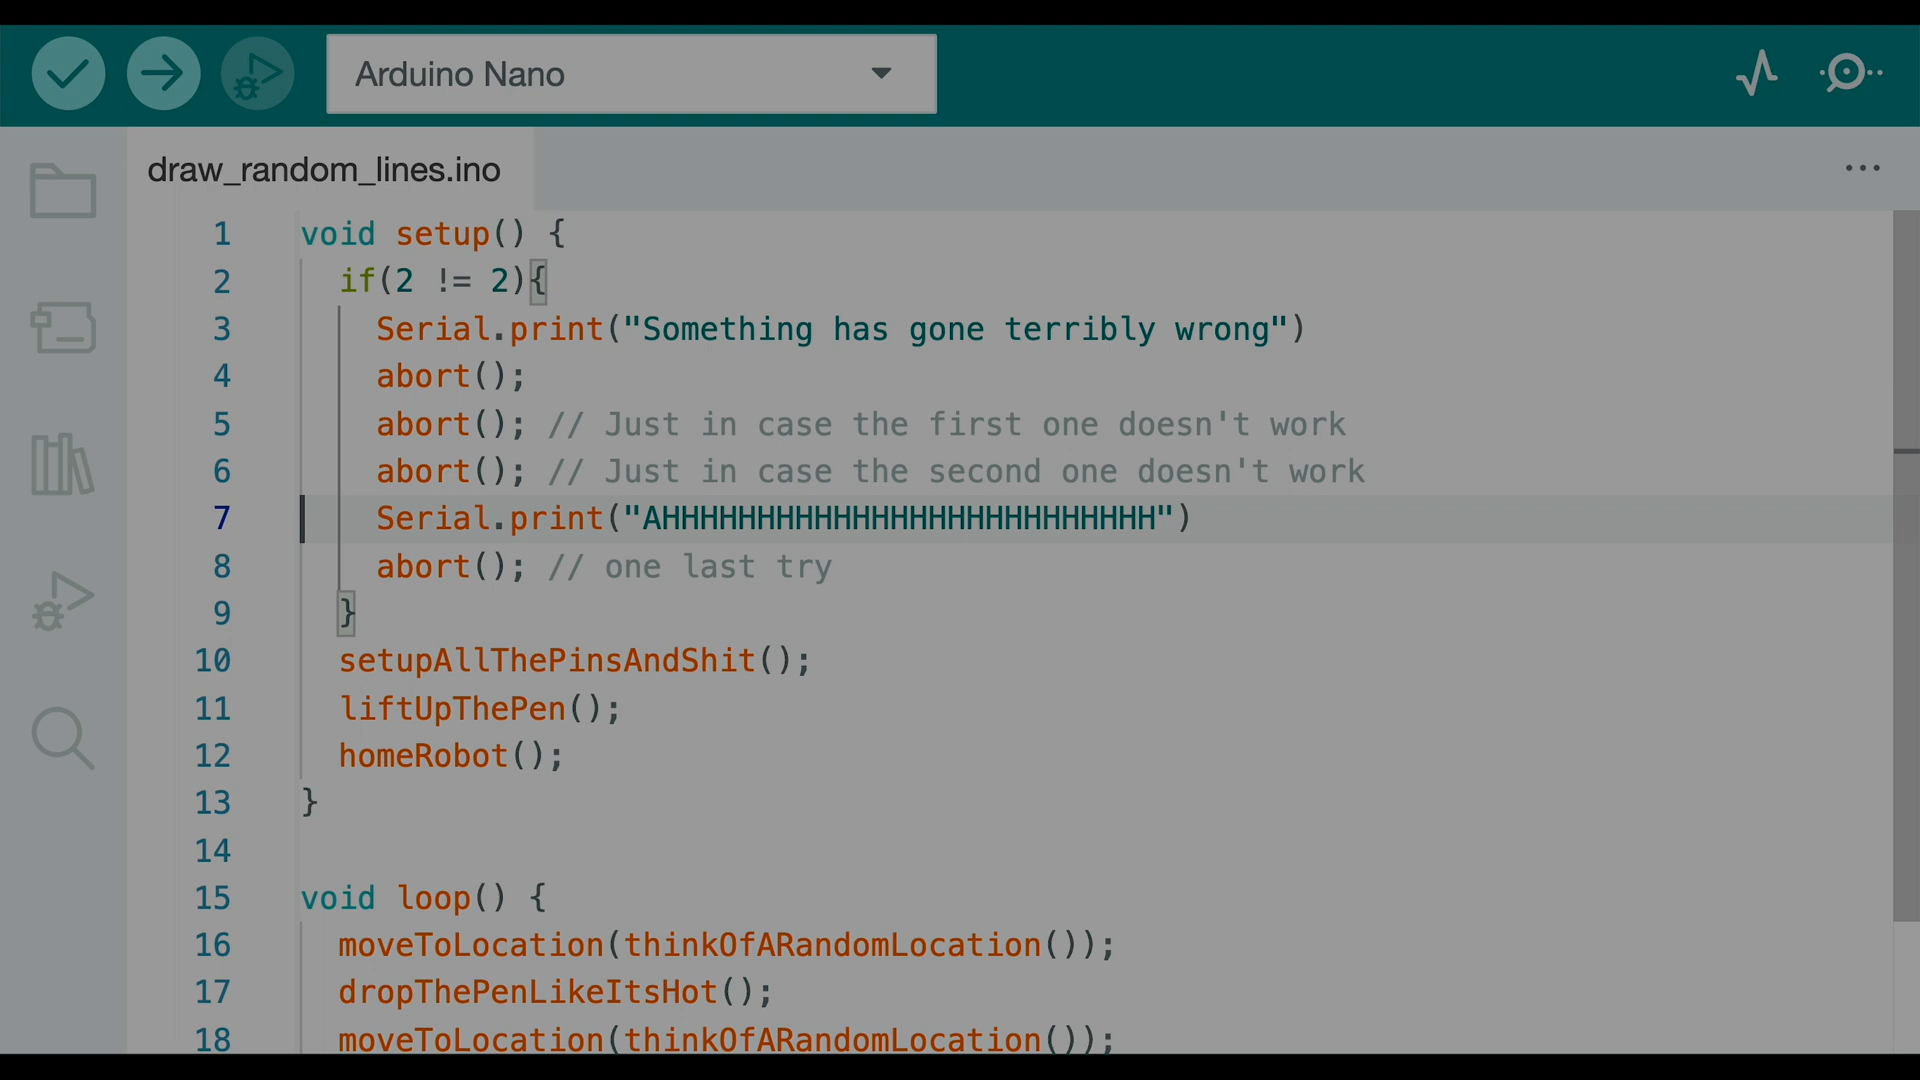 Arduino Nano
draw_random_lines.ino
1 void setup() {
2 if(2 != 2){
3 Serial.print("Something has gone terribly wrong")
4 abort();
5 abort(); // Just in case the first one doesn't work
6 abort(); // Just in case the second one doesn't work
7 Serial.print("AHHHHHHHHHHHHHHHHHHHHHHHHHH")
8 abort(); // one last try
9 }
10 setupAllThePinsAndShit();
11 liftUpThePen();
12 homeRobot();
13 }
14
15 void loop() {
16 moveToLocation(thinkOfARandomLocation());
17 dropThePenLikeItsHot();
18 moveToLocation(thinkOfARandomLocation());